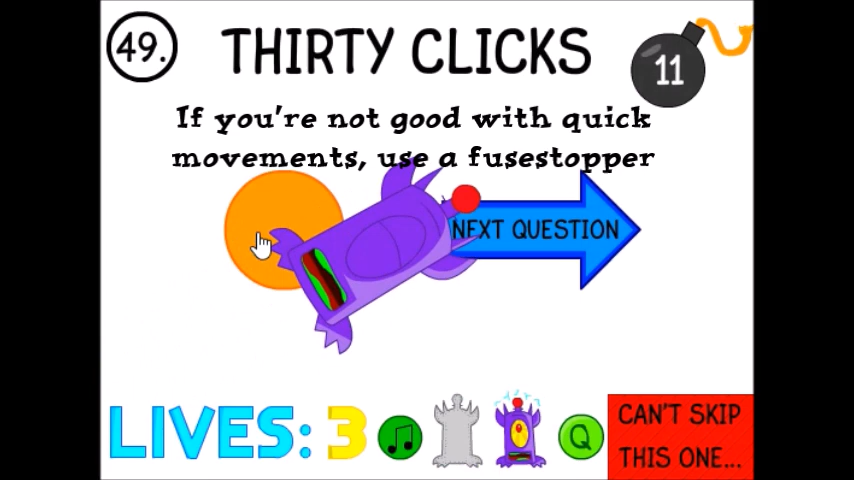 49.
THIRTY CLICKS
11
If you're not good with quick
movements, use a fusestopper
NEXT QUESTION
LIVES: 3
Q
CAN'T SKIP
THIS ONE...